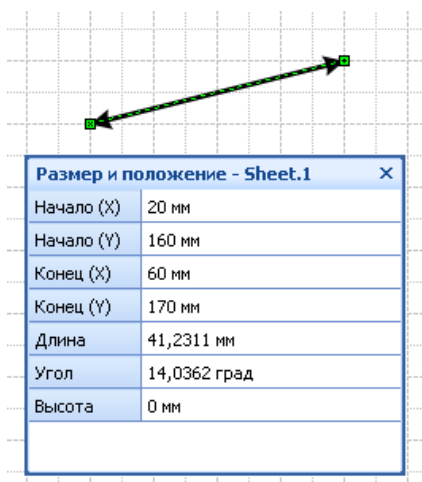 Размер и положение - Sheet.1
Начало (X) 20 мм
Начало (Y) 160 мм
Конец (X) 60 мм
Конец (Y) 170 мм
Длина 41,2311 мм
Угол 14,0362 град
Высота 0 мм